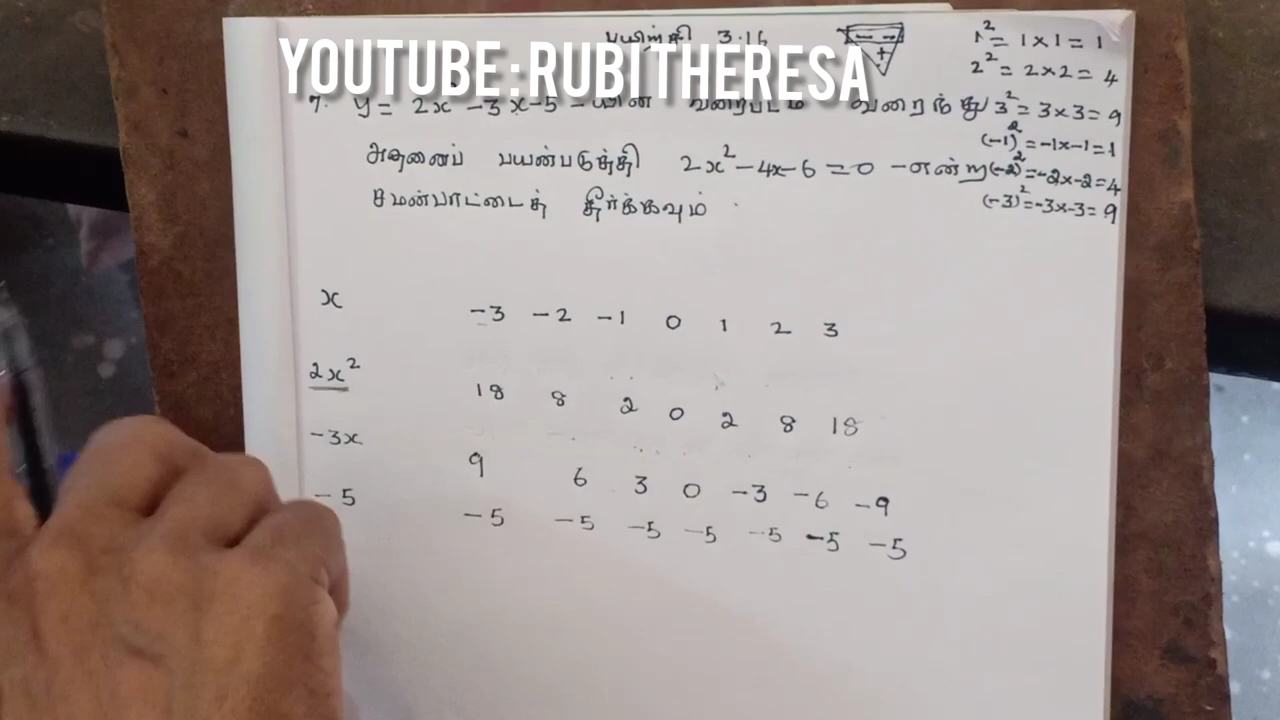 YOUTUBE : RUBITHERESA
பயிற்சி 3.16
1² = 1×1 = 1
2² = 2×2 = 4
7. y = 2x² - 3x - 5 - யின் வரைபடம் வரைந்து
3² = 3×3 = 9
(-1)² = -1×-1 = 1
அதனைப் பயன்படுத்தி 2x² - 4x - 6 = 0 - என்ற
(-2)² = -2×-2 = 4
சமன்பாட்டைத் தீர்க்கவும்.
(-3)² = -3×-3 = 9
x -3 -2 -1 0 1 2 3
2x² 18 8 2 0 2 8 18
-3x 9 6 3 0 -3 -6 -9
-5 -5 -5 -5 -5 -5 -5 -5